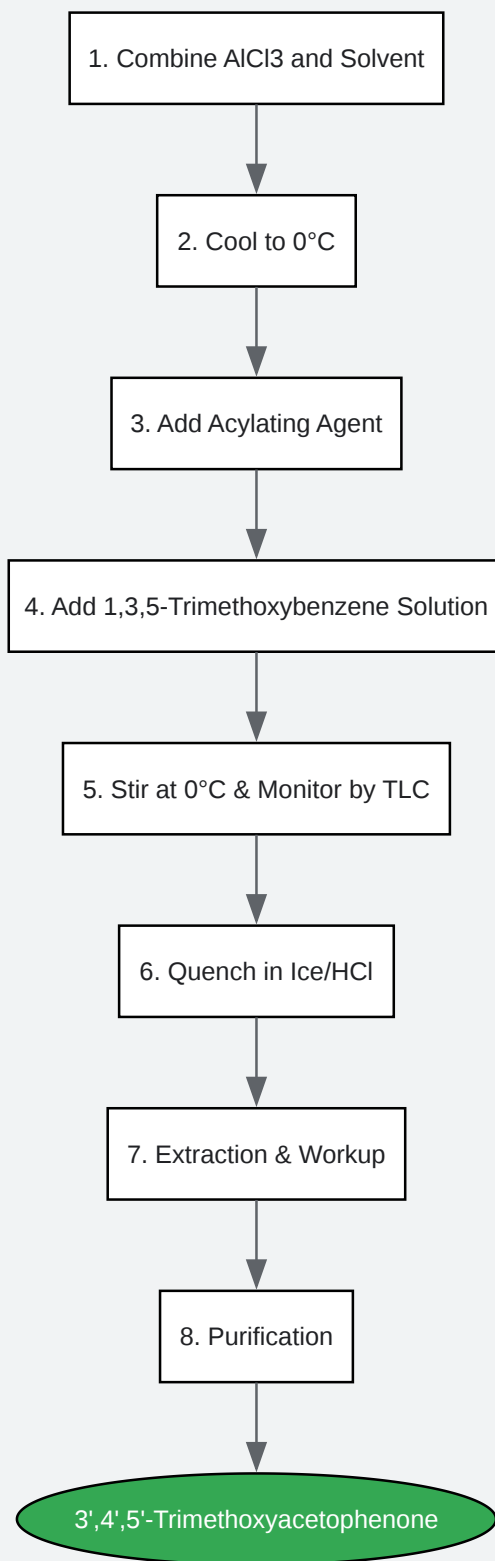 1. Combine AlCl3 and Solvent
2. Cool to 0°C
3. Add Acylating Agent
4. Add 1,3,5-Trimethoxybenzene Solution
5. Stir at 0°C & Monitor by TLC
6. Quench in Ice/HCl
7. Extraction & Workup
8. Purification
3',4',5'-Trimethoxyacetophenone